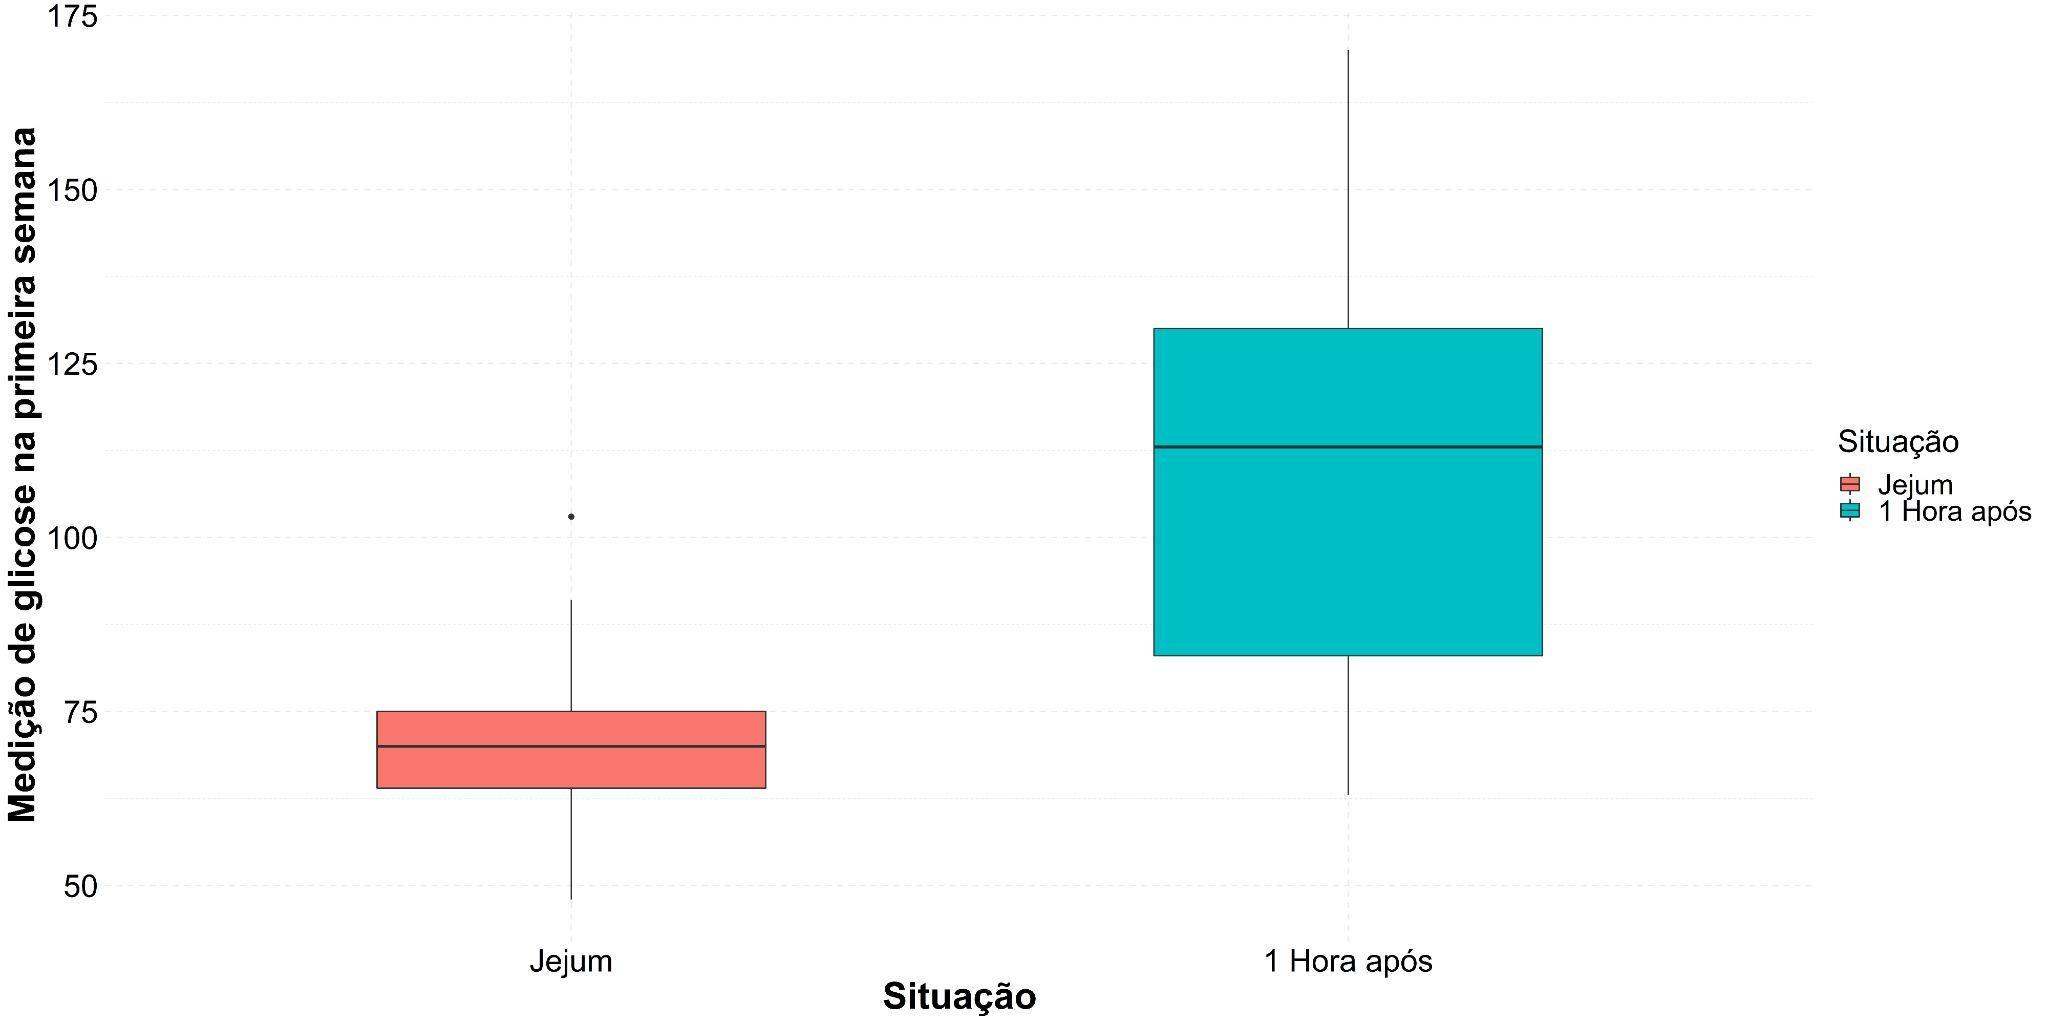 Medição de glicose na primeira semana
175
150
125
100
75
50
Jejum
1 Hora após
Situação
Situação
Jejum
1 Hora após